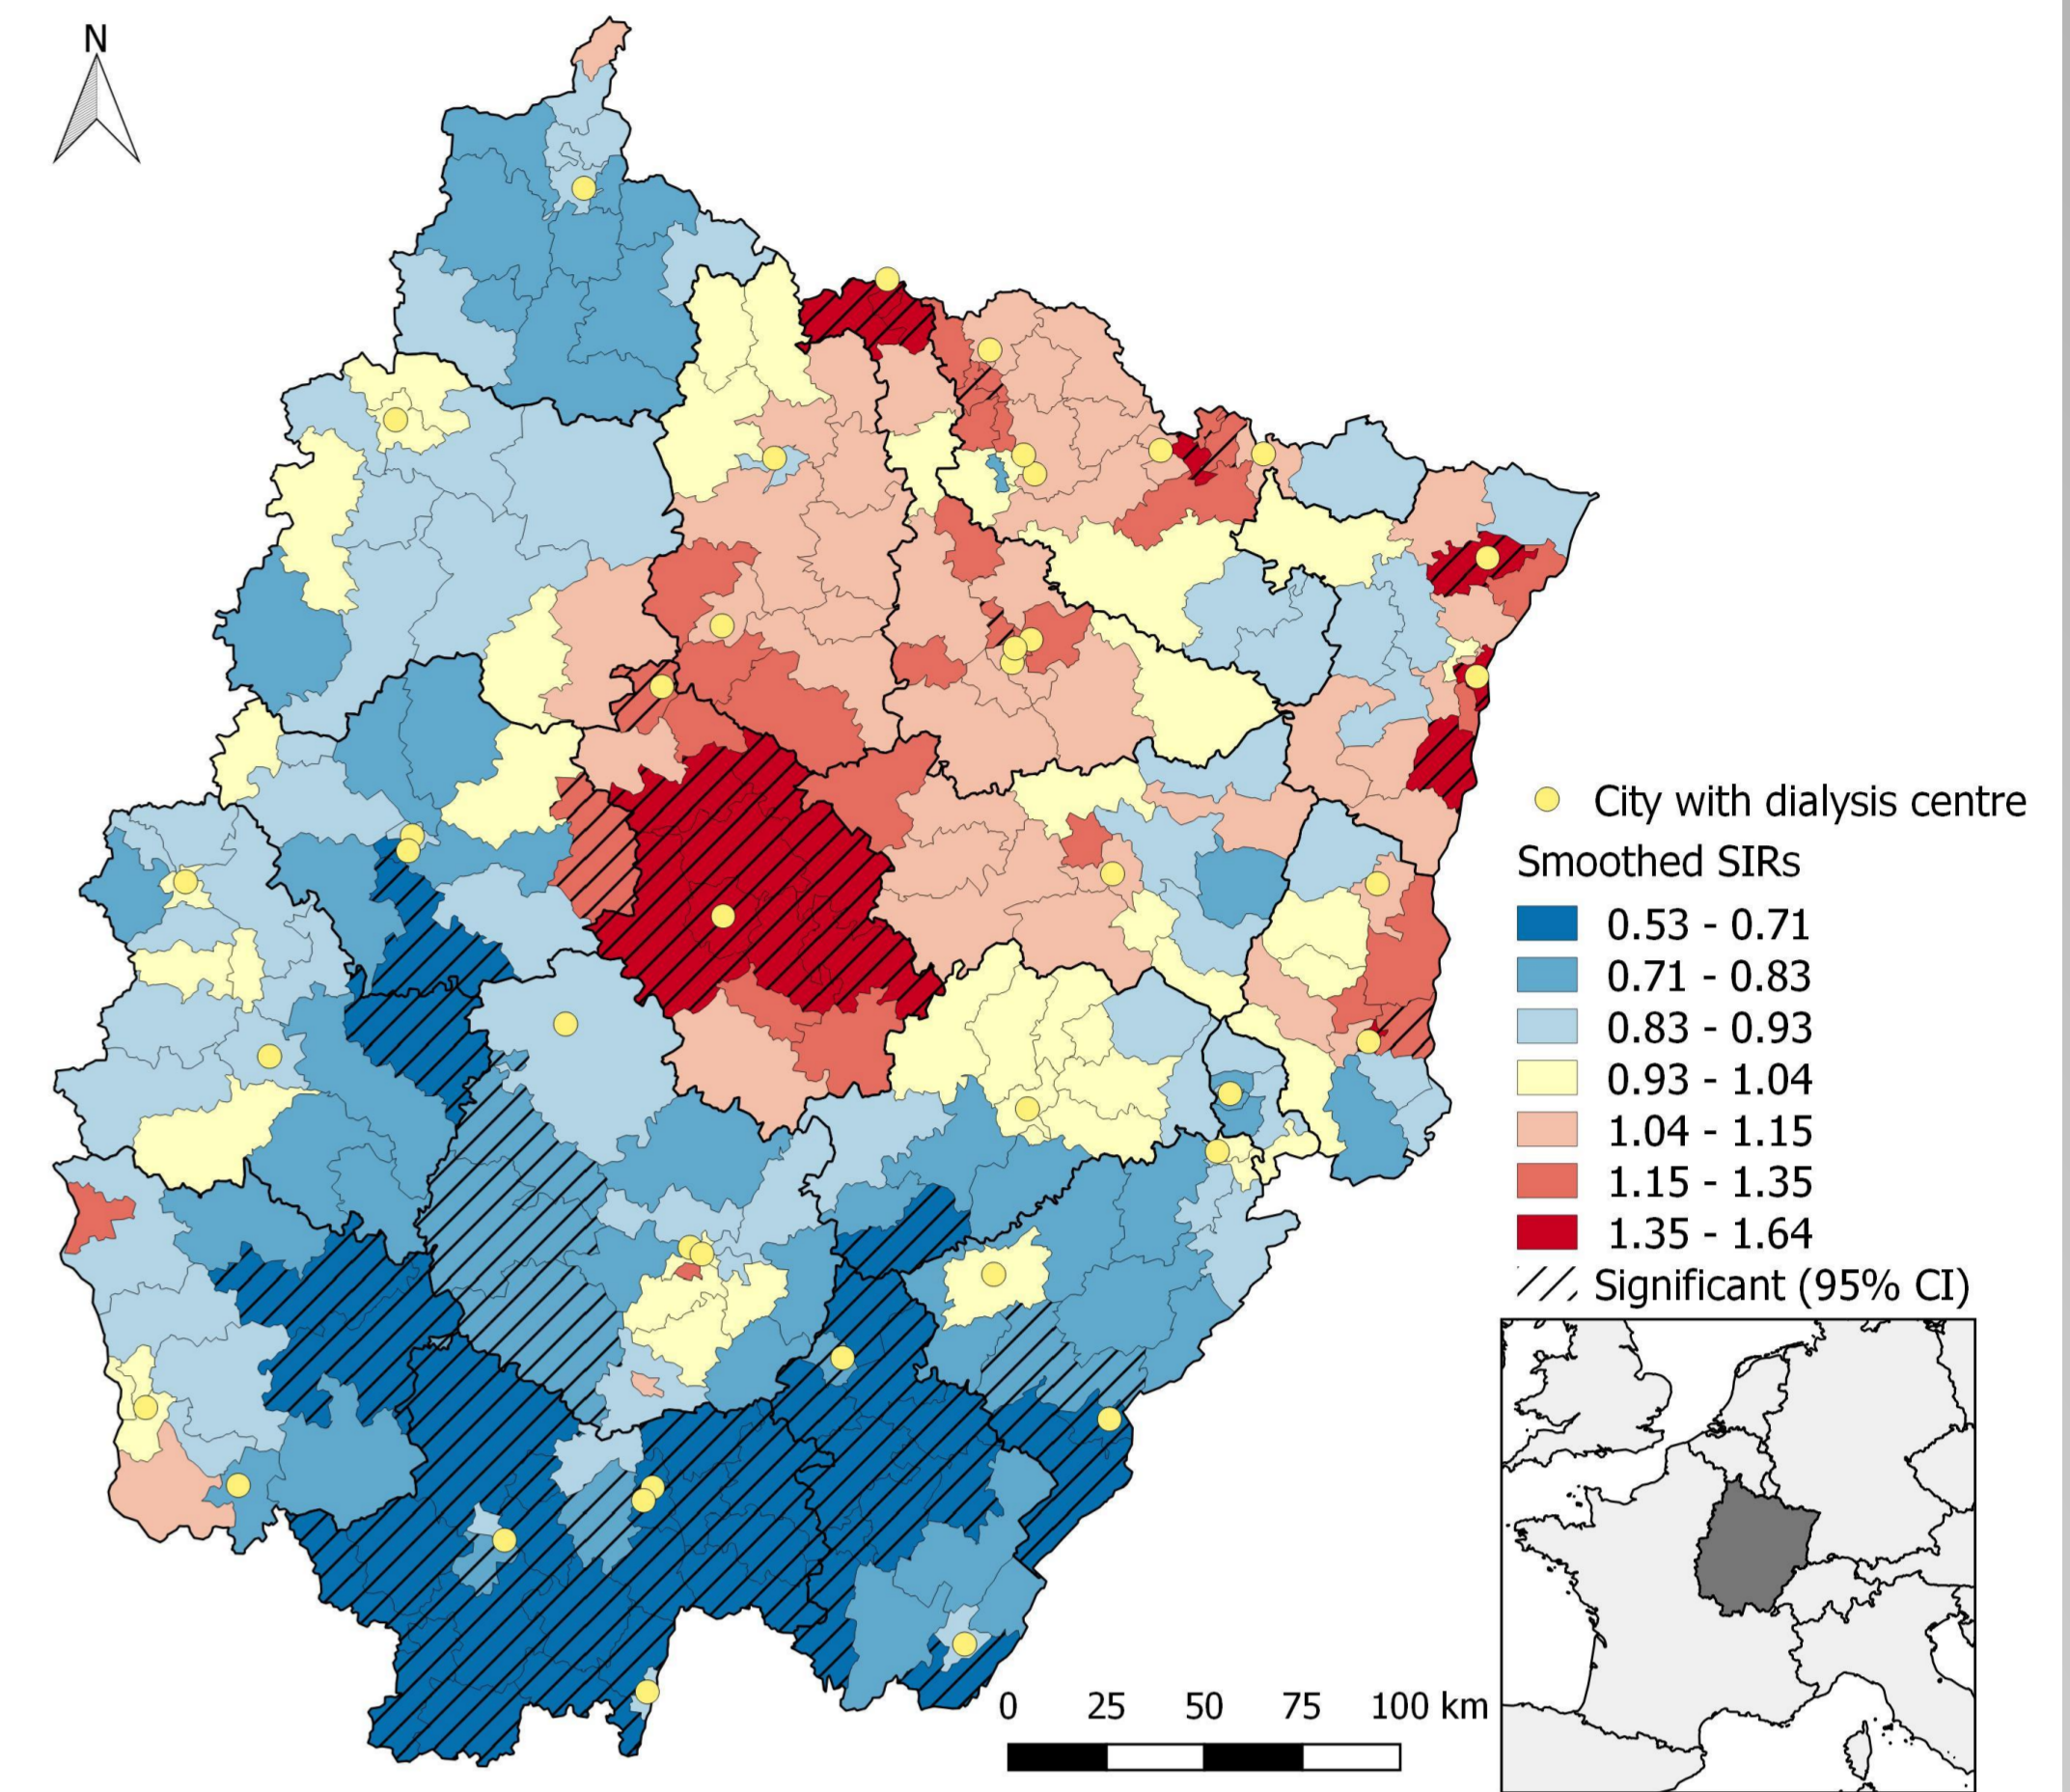 N
City with dialysis centre
Smoothed SIRs
0.53 - 0.71
0.71 - 0.83
0.83 - 0.93
0.93 - 1.04
1.04 - 1.15
1.15 - 1.35
1.35 - 1.64
Significant (95% CI)
0 25 50 75 100 km